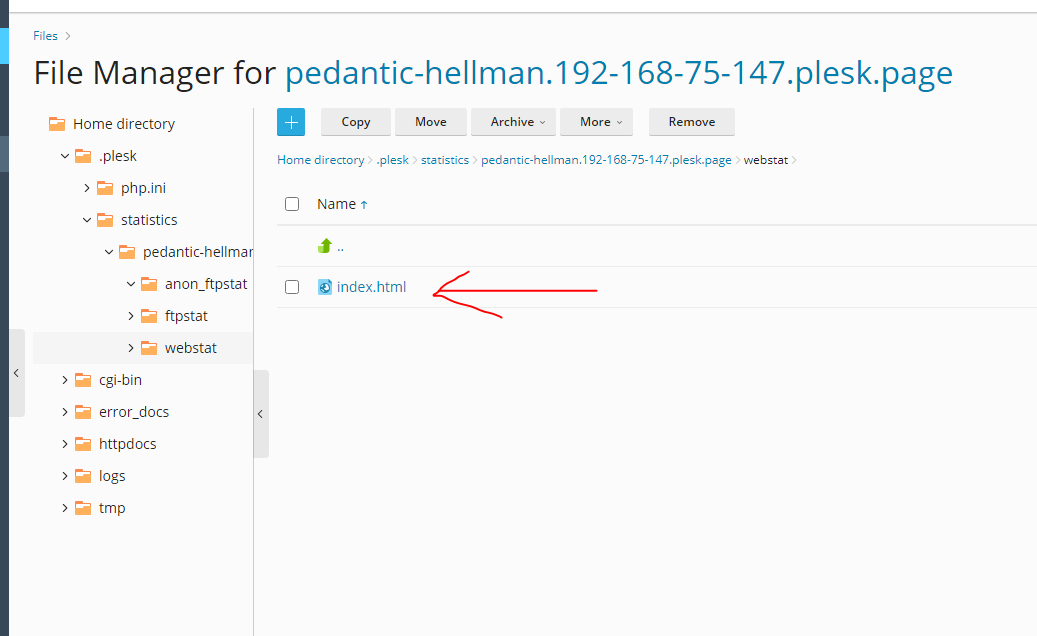 Files >
File Manager for pedantic-hellman.192-168-75-147.plesk.page
Home directory
.plesk
php.ini
statistics
pedantic-hellman
anon_ftpstat
ftpstat
webstat
cgi-bin
error_docs
httpdocs
logs
tmp
+ Copy Move Archive More Remove
Home directory > .plesk > statistics > pedantic-hellman.192-168-75-147.plesk.page > webstat >
Name ↑
..
index.html